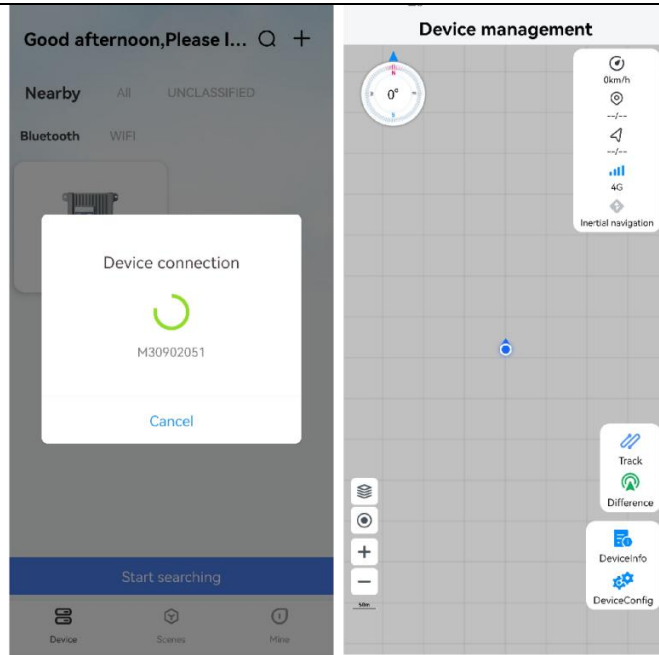 Good afternoon,Please l...
Nearby All UNCLASSIFIED
Bluetooth WIFI
Device connection
M30902051
Cancel
Start searching
Device Scenes Mine
Device management
0°
0km/h
--/--
--/--
4G
Inertial navigation
Track
Difference
DeviceInfo
DeviceConfig